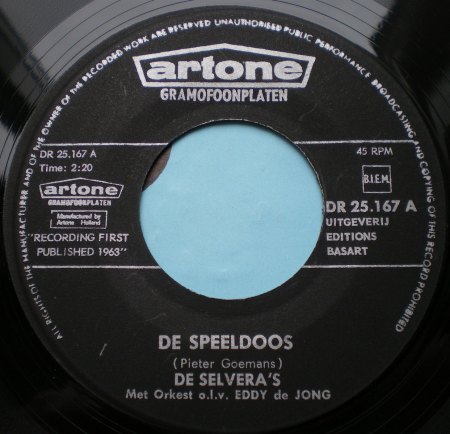 ALL RIGHTS OF THE MANUFACTURER AND OF THE OWNER OF THE RECORDED WORK ARE RESERVED UNAUTHORISED PUBLIC PERFORMANCE BROADCASTING AND COPYING OF THIS RECORD PROHIBITED
artone
GRAMOFOONPLATEN
DR 25.167 A
Time: 2:20
artone
GRAMOFOONPLATEN
Manufactured by
Artone Holland
"RECORDING FIRST
PUBLISHED 1963"
45 RPM
B.I.E.M.
DR 25.167 A
UITGEVERIJ
EDITIONS
BASART
DE SPEELDOOS
(Pieter Goemans)
DE SELVERA'S
Met Orkest o.l.v. EDDY de JONG